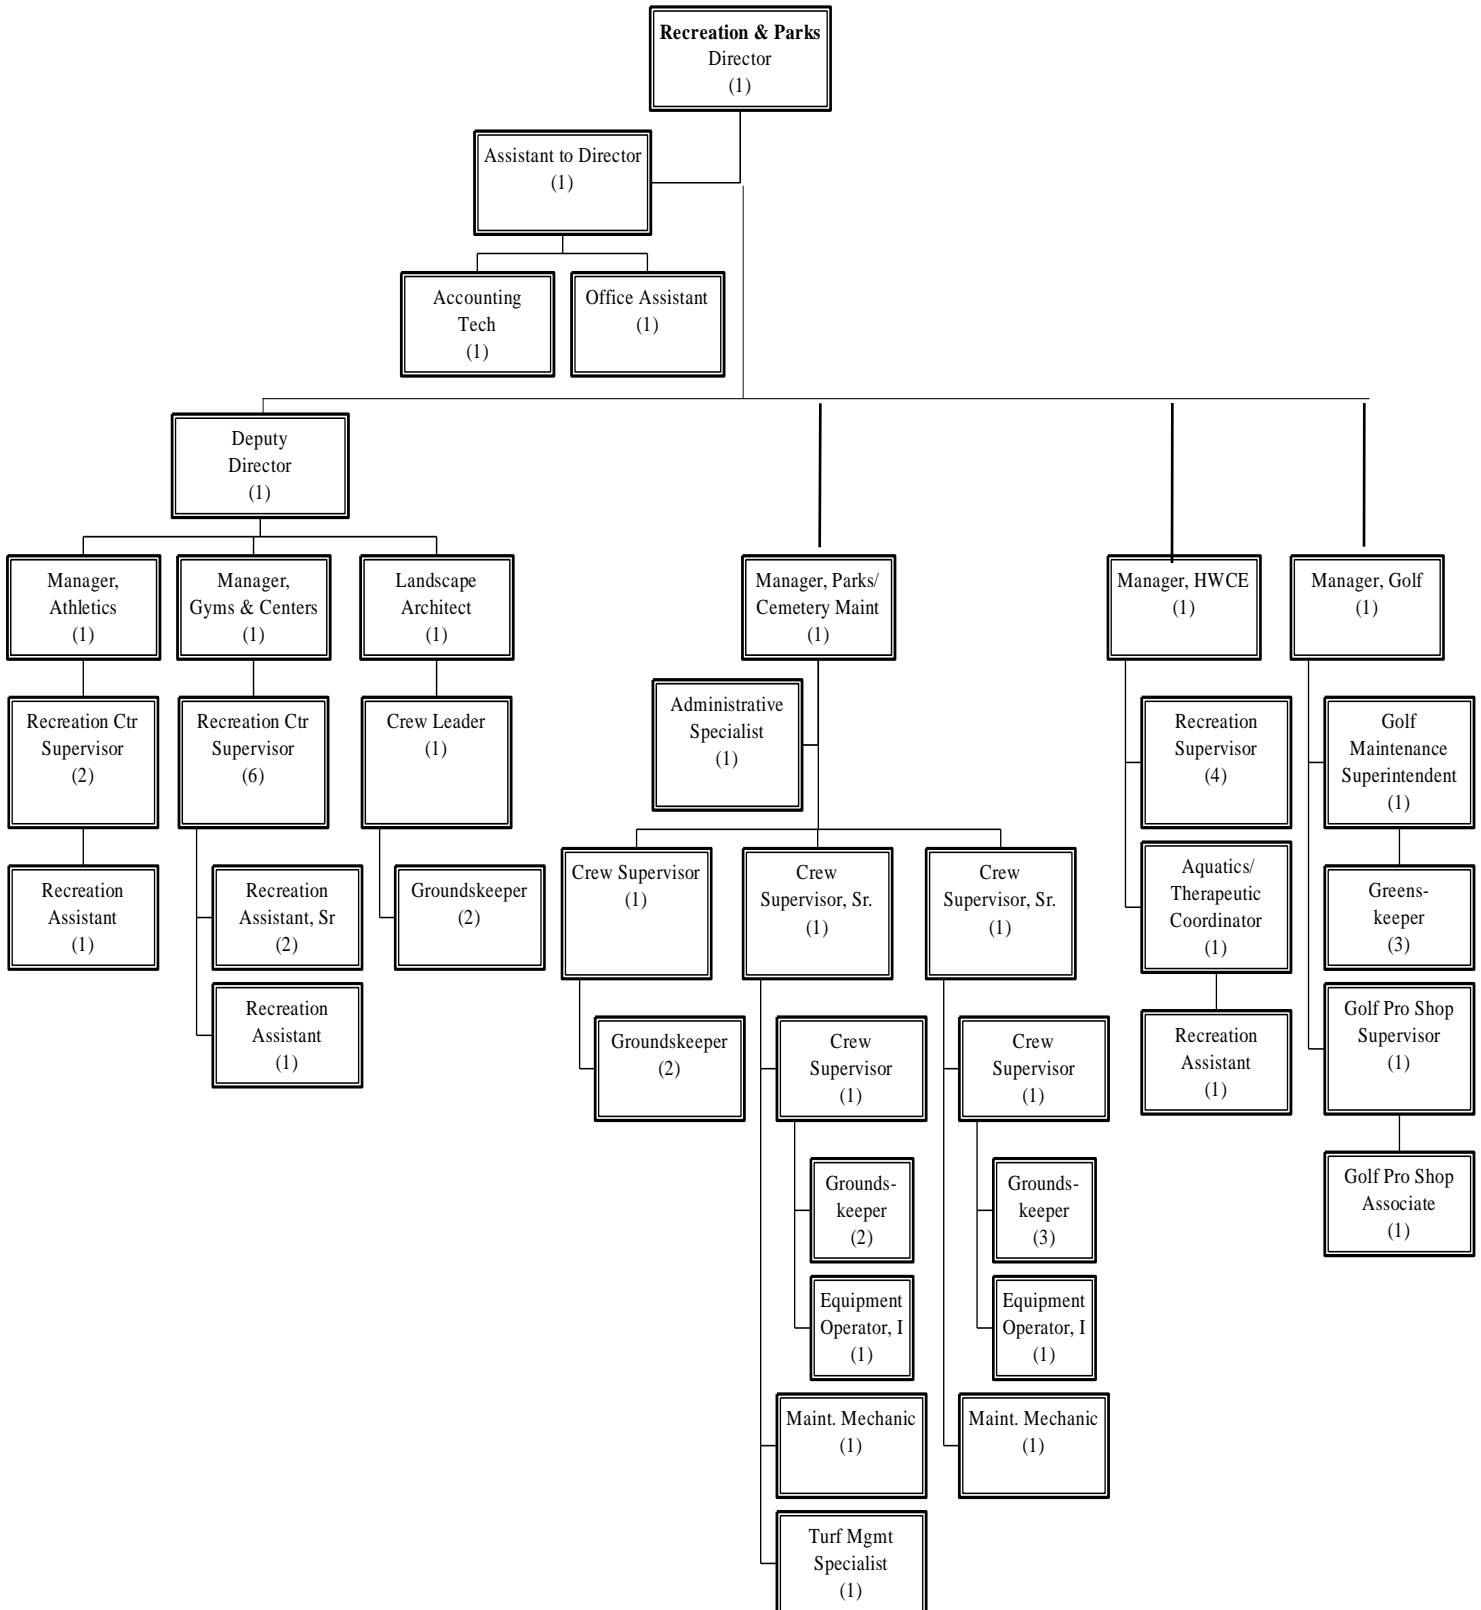 Recreation & Parks
Director
(1)
Assistant to Director
(1)
Accounting
Tech
(1)
Office Assistant
(1)
Deputy
Director
(1)
Manager,
Athletics
(1)
Manager,
Gyms & Centers
(1)
Landscape
Architect
(1)
Manager, Parks/
Cemetery Maint
(1)
Manager, HWCE
(1)
Manager, Golf
(1)
Recreation Ctr
Supervisor
(2)
Recreation Ctr
Supervisor
(6)
Crew Leader
(1)
Administrative
Specialist
(1)
Recreation
Supervisor
(4)
Golf
Maintenance
Superintendent
(1)
Recreation
Assistant
(1)
Recreation
Assistant, Sr
(2)
Groundskeeper
(2)
Crew Supervisor
(1)
Crew
Supervisor, Sr.
(1)
Crew
Supervisor, Sr.
(1)
Aquatics/
Therapeutic
Coordinator
(1)
Greens-
keeper
(3)
Recreation
Assistant
(1)
Groundskeeper
(2)
Crew
Supervisor
(1)
Crew
Supervisor
(1)
Recreation
Assistant
(1)
Golf Pro Shop
Supervisor
(1)
Grounds-
keeper
(2)
Grounds-
keeper
(3)
Golf Pro Shop
Associate
(1)
Equipment
Operator, I
(1)
Equipment
Operator, I
(1)
Maint. Mechanic
(1)
Maint. Mechanic
(1)
Turf Mgmt
Specialist
(1)